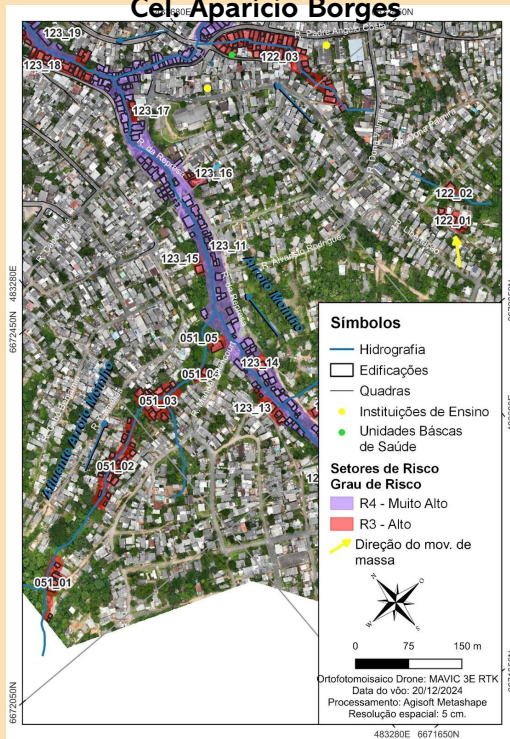 Cel. Aparício Borges
123_19
R. Padre Angelo Costa
123_18
122_03
123_17
R. da Represa
123_16
122_02
122_01
123_11
123_15
Arroio Moinho
483280E
6672450N
051_05
051_04
123_14
051_03
123_13
Afluente Arroio Moinho
051_02
051_01
6672050N
Símbolos
Hidrografia
Edificações
Quadras
Instituições de Ensino
Unidades Báscas
de Saúde
Setores de Risco
Grau de Risco
R4 - Muito Alto
R3 - Alto
Direção do mov. de
massa
N
O
W
S
0 75 150 m
Ortofotomoisaico Drone: MAVIC 3E RTK
Data do vôo: 20/12/2024
Processamento: Agisoft Metashape
Resolução espacial: 5 cm.
483280E 6671650N